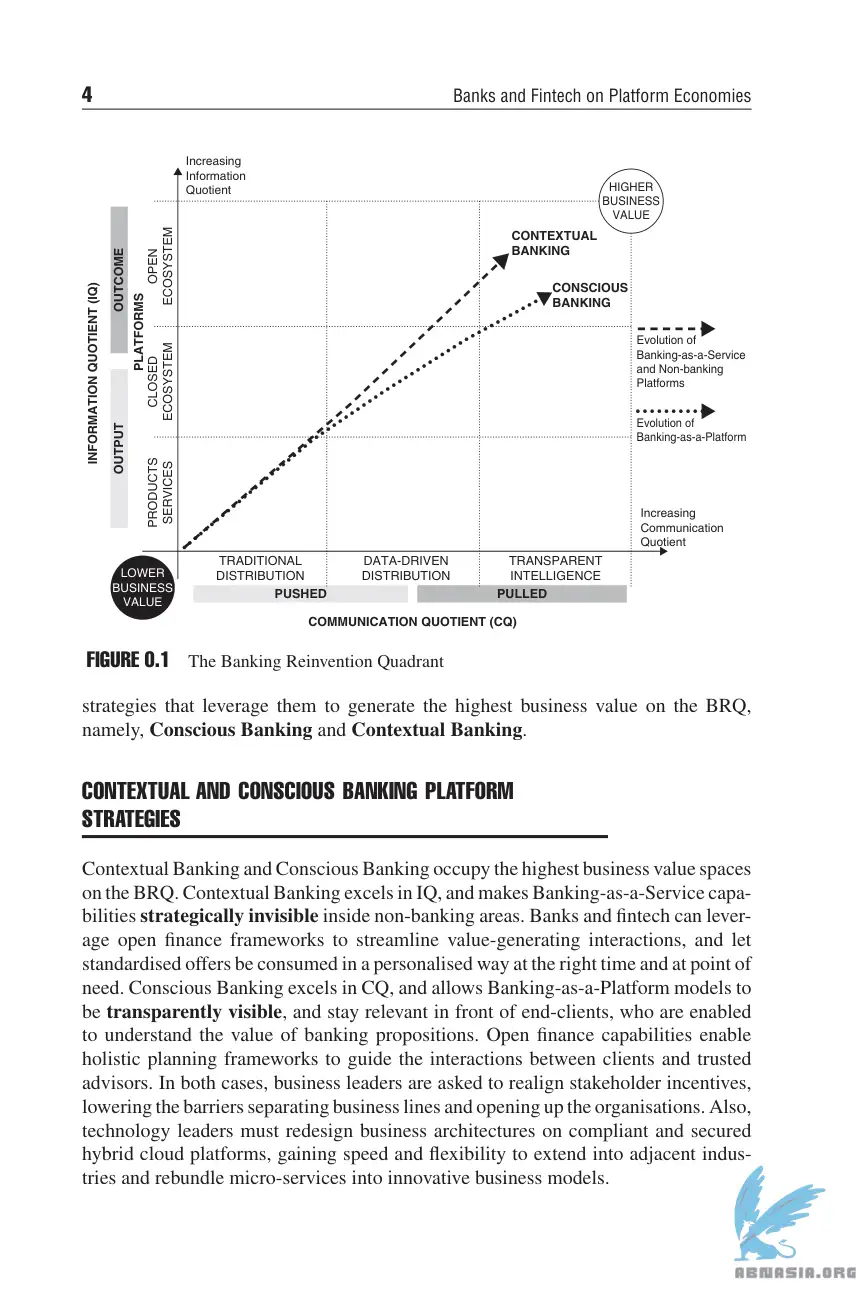 4
Banks and Fintech on Platform Economies
Increasing
Information
Quotient
HIGHER
BUSINESS
VALUE
CONTEXTUAL
BANKING
CONSCIOUS
BANKING
INFORMATION QUOTIENT (IQ)
OUTCOME
OUTPUT
PLATFORMS
OPEN
ECOSYSTEM
CLOSED
ECOSYSTEM
PRODUCTS
SERVICES
Evolution of
Banking-as-a-Service
and Non-banking
Platforms
Evolution of
Banking-as-a-Platform
Increasing
Communication
Quotient
LOWER
BUSINESS
VALUE
TRADITIONAL
DISTRIBUTION
DATA-DRIVEN
DISTRIBUTION
TRANSPARENT
INTELLIGENCE
PUSHED
PULLED
COMMUNICATION QUOTIENT (CQ)
FIGURE 0.1 The Banking Reinvention Quadrant
strategies that leverage them to generate the highest business value on the BRQ,
namely, Conscious Banking and Contextual Banking.
CONTEXTUAL AND CONSCIOUS BANKING PLATFORM
STRATEGIES
Contextual Banking and Conscious Banking occupy the highest business value spaces
on the BRQ. Contextual Banking excels in IQ, and makes Banking-as-a-Service capa-
bilities strategically invisible inside non-banking areas. Banks and fintech can lever-
age open finance frameworks to streamline value-generating interactions, and let
standardised offers be consumed in a personalised way at the right time and at point of
need. Conscious Banking excels in CQ, and allows Banking-as-a-Platform models to
be transparently visible, and stay relevant in front of end-clients, who are enabled
to understand the value of banking propositions. Open finance capabilities enable
holistic planning frameworks to guide the interactions between clients and trusted
advisors. In both cases, business leaders are asked to realign stakeholder incentives,
lowering the barriers separating business lines and opening up the organisations. Also,
technology leaders must redesign business architectures on compliant and secured
hybrid cloud platforms, gaining speed and flexibility to extend into adjacent indus-
tries and rebundle micro-services into innovative business models.
ABNASIA.ORG